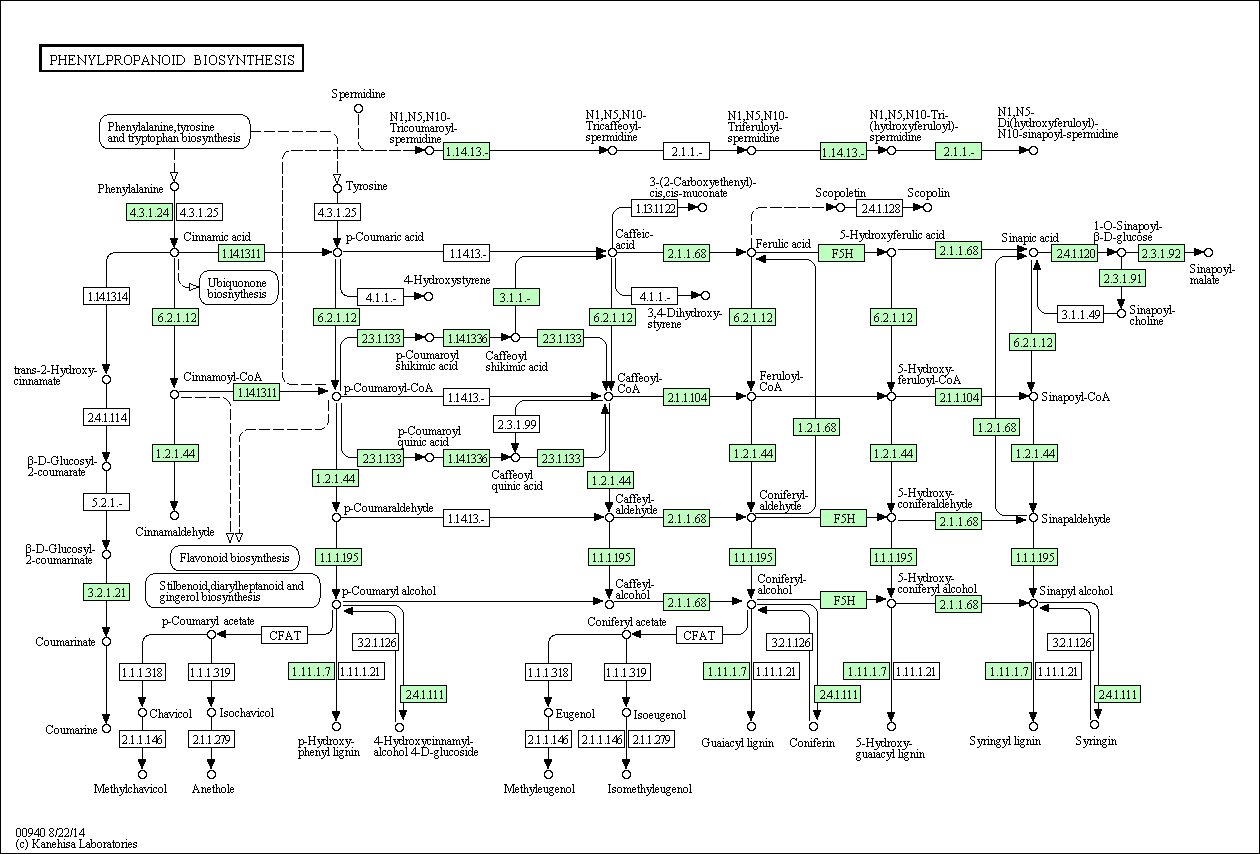 PHENYLPROPANOID BIOSYNTHESIS
Spermidine
Phenylalanine,tyrosine
and tryptophan biosynthesis
N1,N5,N10-
Tricoumaroyl-
spermidine
1.14.13.-
N1,N5,N10-
Tricaffeoyl-
spermidine
2.1.1.-
N1,N5,N10-
Triferuloyl-
spermidine
1.14.13.-
N1,N5,N10-Tri-
(hydroxyferuloyl)-
spermidine
2.1.1.-
N1,N5-
Di(hydroxyferuloyl)-
N10-sinapoyl-spermidine
Phenylalanine
Tyrosine
3-(2-Carboxyethenyl)-
cis,cis-muconate
Scopoletin
Scopolin
4.3.1.24
4.3.1.25
4.3.1.25
1.13.1122
2.4.1.128
Cinnamic acid
p-Coumaric acid
Caffeic-
acid
Ferulic acid
5-Hydroxyferulic acid
Sinapic acid
1-O-Sinapoyl-
β-D-glucose
1.14.1311
1.14.13.-
2.1.1.68
F5H
2.1.1.68
2.4.1.120
2.3.1.92
Sinapoyl-
malate
Ubiquonone
biosnythesis
4-Hydroxystyrene
2.3.1.91
1.14.1314
4.1.1.-
3.1.1.-
4.1.1.-
3,4-Dihydroxy-
styrene
3.1.1.49
Sinapoyl-
choline
6.2.1.12
6.2.1.12
6.2.1.12
6.2.1.12
6.2.1.12
6.2.1.12
2.3.1.133
1.14.1336
2.3.1.133
p-Coumaroyl
shikimic acid
Caffeoyl
shikimic acid
trans-2-Hydroxy-
cinnamate
Cinnamoyl-CoA
1.14.1311
p-Coumaroyl-CoA
1.14.13.-
Caffeoyl-
CoA
2.1.1.104
Feruloyl-
CoA
5-Hydroxy-
feruloyl-CoA
2.1.1.104
Sinapoyl-CoA
2.4.1.114
2.3.1.99
1.2.1.68
1.2.1.68
p-Coumaroyl
quinic acid
β-D-Glucosyl-
2-coumarate
1.2.1.44
2.3.1.133
1.14.1336
2.3.1.133
1.2.1.44
1.2.1.44
1.2.1.44
Caffeoyl
quinic acid
1.2.1.44
1.2.1.44
5.2.1.-
Cinnamaldehyde
p-Coumaraldehyde
1.14.13.-
Caffeyl-
aldehyde
2.1.1.68
Coniferyl-
aldehyde
F5H
5-Hydroxy-
coniferaldehyde
2.1.1.68
Sinapaldehyde
β-D-Glucosyl-
2-coumarinate
Flavonoid biosynthesis
1.1.1.195
1.1.1.195
1.1.1.195
1.1.1.195
1.1.1.195
Stilbenoid,diarylheptanoid and
gingerol biosynthesis
3.2.1.21
p-Coumaryl alcohol
Caffeyl-
alcohol
2.1.1.68
Coniferyl-
alcohol
F5H
5-Hydroxy-
coniferyl alcohol
2.1.1.68
Sinapyl alcohol
Coumarinate
p-Coumaryl acetate
CFAT
3.2.1.126
Coniferyl acetate
CFAT
3.2.1.126
3.2.1.126
1.1.1.318
1.1.1.319
1.11.1.7
1.11.1.21
2.4.1.111
1.1.1.318
1.1.1.319
1.11.1.7
1.11.1.21
2.4.1.111
1.11.1.7
1.11.1.21
1.11.1.7
1.11.1.21
2.4.1.111
Coumarine
Chavicol
Isochavicol
Eugenol
Isoeugenol
2.1.1.146
2.1.1.279
p-Hydroxy-
phenyl lignin
4-Hydroxycinnamyl-
alcohol 4-D-glucoside
2.1.1.146
2.1.1.146
2.1.1.279
Guaiacyl lignin
Coniferin
5-Hydroxy-
guaiacyl lignin
Syringyl lignin
Syringin
Methylchavicol
Anethole
Methyleugenol
Isomethyleugenol
00940 8/22/14
(c) Kanehisa Laboratories